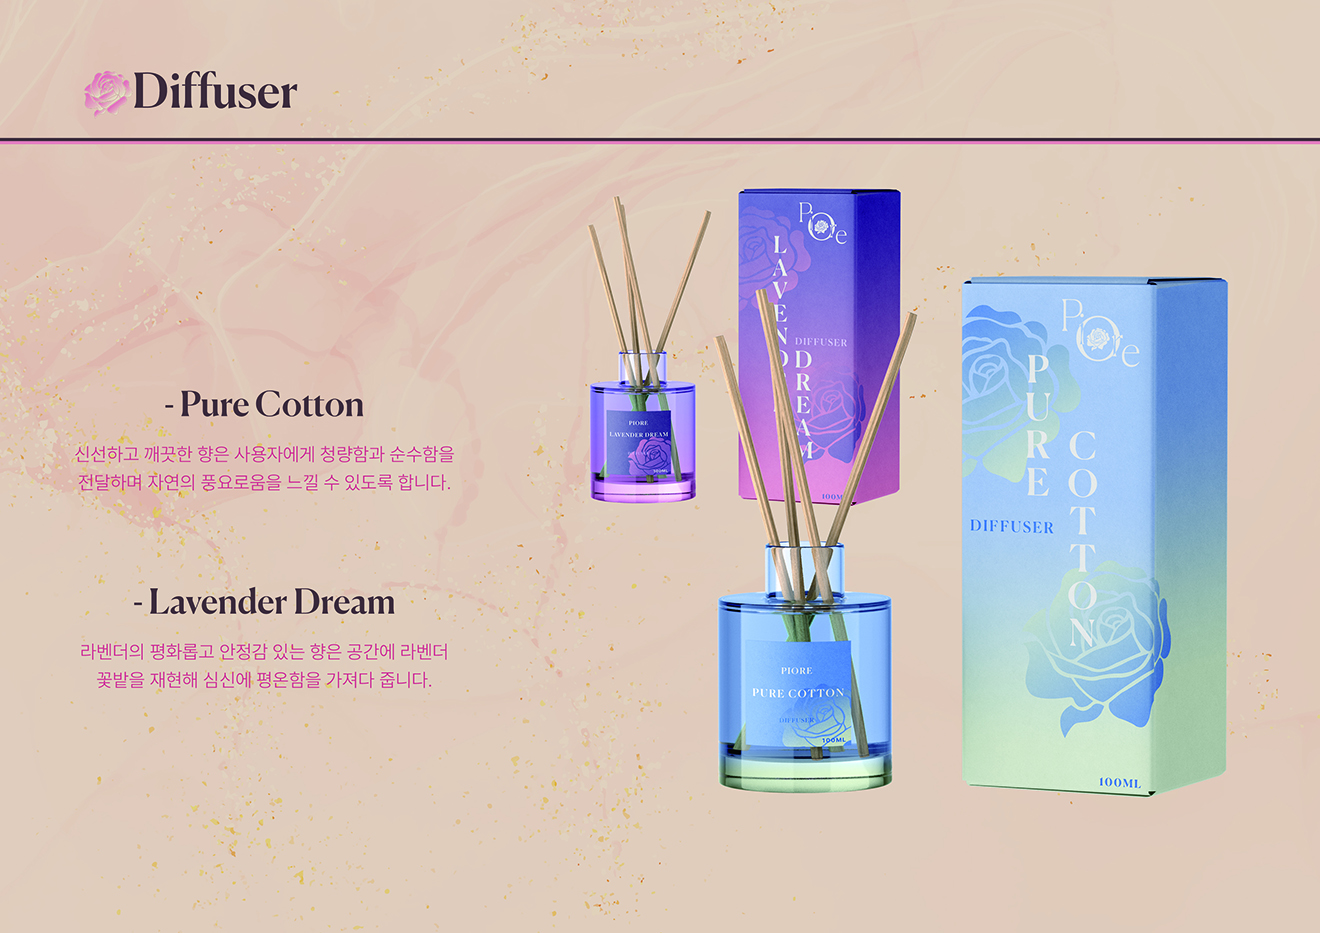 Diffuser
- Pure Cotton
신선하고 깨끗한 향은 사용자에게 청량함과 순수함을
전달하며 자연의 풍요로움을 느낄 수 있도록 합니다.
- Lavender Dream
라벤더의 평화롭고 안정감 있는 향은 공간에 라벤더
꽃밭을 재현해 심신에 평온함을 가져다 줍니다.
PIORE
LAVENDER DREAM
100ML
POe
LAVEND
DIFFUSER
DREAM
100M
PIORE
PURE COTTON
DIFFUSER
100ML
POe
PURE
COTTON
DIFFUSER
100ML